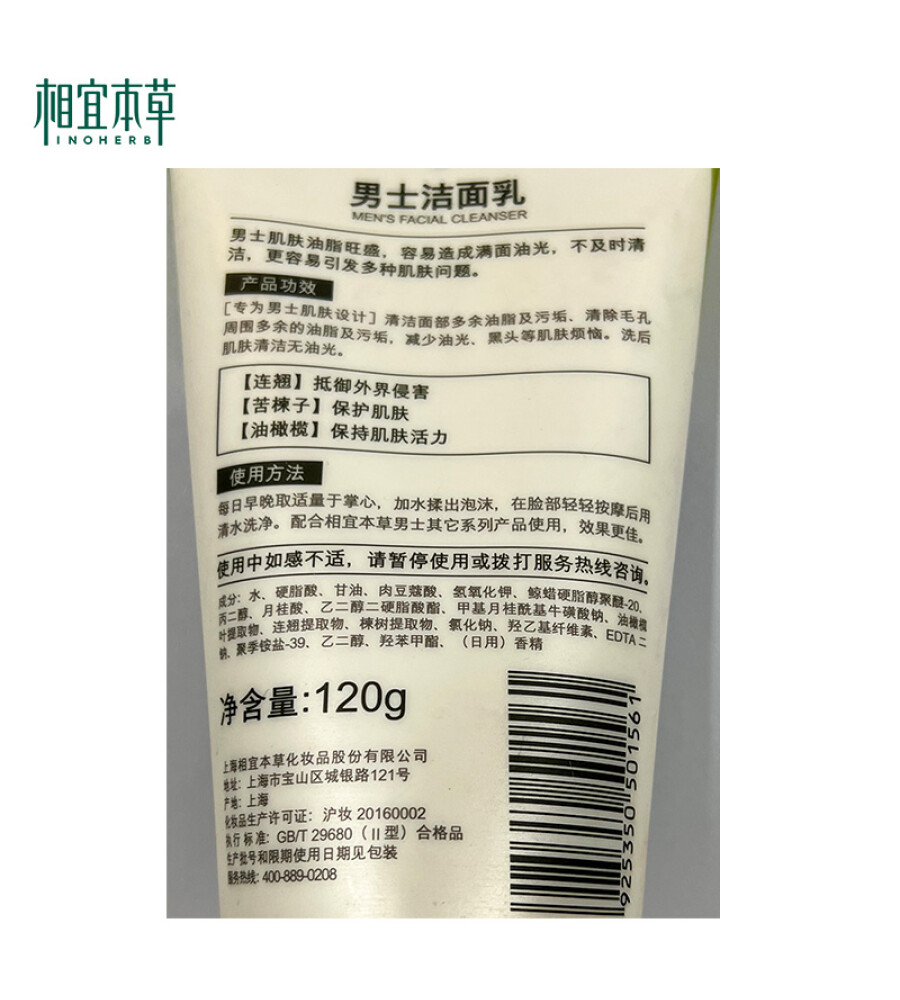 相宜本草
INOHERB
男士洁面乳
MEN'S FACIAL CLEANSER
男士肌肤油脂旺盛，容易造成满面油光，不及时清
洁，更容易引发多种肌肤问题。
产品功效
[专为男士肌肤设计] 清洁面部多余油脂及污垢、清除毛孔
周围多余的油脂及污垢，减少油光、黑头等肌肤烦恼。洗后
肌肤清洁无油光。
【连翘】抵御外界侵害
【苦楝子】保护肌肤
【油橄榄】保持肌肤活力
使用方法
每日早晚取适量于掌心，加水揉出泡沫，在脸部轻轻按摩后用
清水洗净。配合相宜本草男士其它系列产品使用，效果更佳。
使用中如感不适，请暂停使用或拨打服务热线咨询。
成分：水、硬脂酸、甘油、肉豆蔻酸、氢氧化钾、鲸蜡硬脂醇聚醚-20、
丙二醇、月桂酸、乙二醇二硬脂酸酯、甲基月桂酰基牛磺酸钠、油橄榄
叶提取物、连翘提取物、楝树提取物、氯化钠、羟乙基纤维素、EDTA 二
钠、聚季铵盐-39、乙二醇、羟苯甲酯、（日用）香精
净含量:120g
上海相宜本草化妆品股份有限公司
地址: 上海市宝山区城银路121号
产地: 上海
化妆品生产许可证：沪妆 20160002
执行 标准: GB/T 29680（II型）合格品
生产批号和限期使用日期见包装
服务热线: 400-889-0208
925350 501561